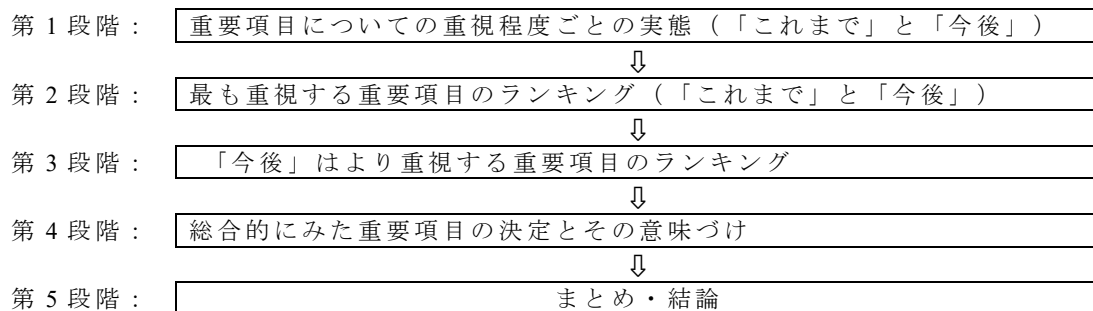 第1段階: 重要項目についての重視程度ごとの実態(「これまで」と「今後」)
⇩
第2段階: 最も重視する重要項目のランキング(「これまで」と「今後」)
⇩
第3段階: 「今後」はより重視する重要項目のランキング
⇩
第4段階: 総合的にみた重要項目の決定とその意味づけ
⇩
第5段階: まとめ・結論